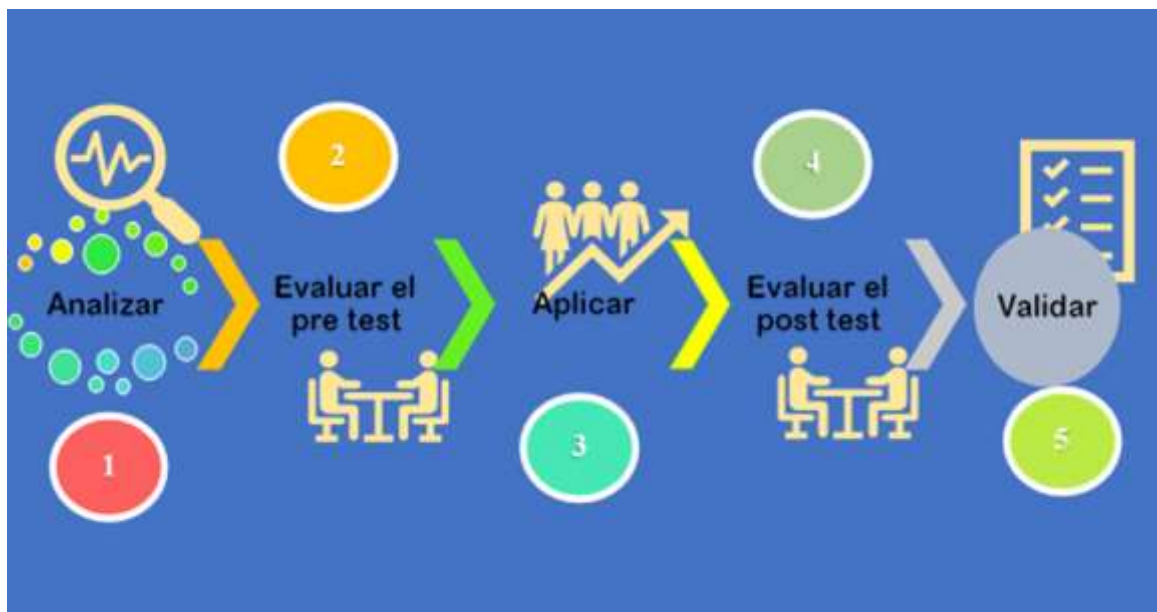 1
Analizar
2
Evaluar el
pre test
3
Aplicar
4
Evaluar el
post test
5
Validar